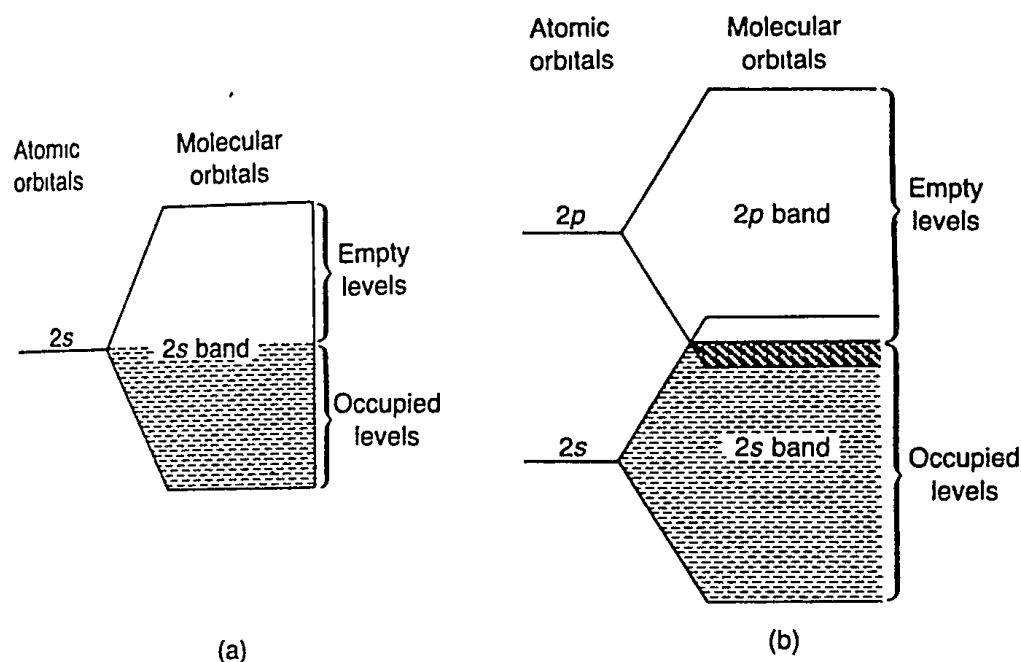 Atomic
orbitals
Molecular
orbitals
2s
2s band
Empty
levels
Occupied
levels
(a)
Atomic
orbitals
Molecular
orbitals
2p
2p band
Empty
levels
2s
2s band
Occupied
levels
(b)